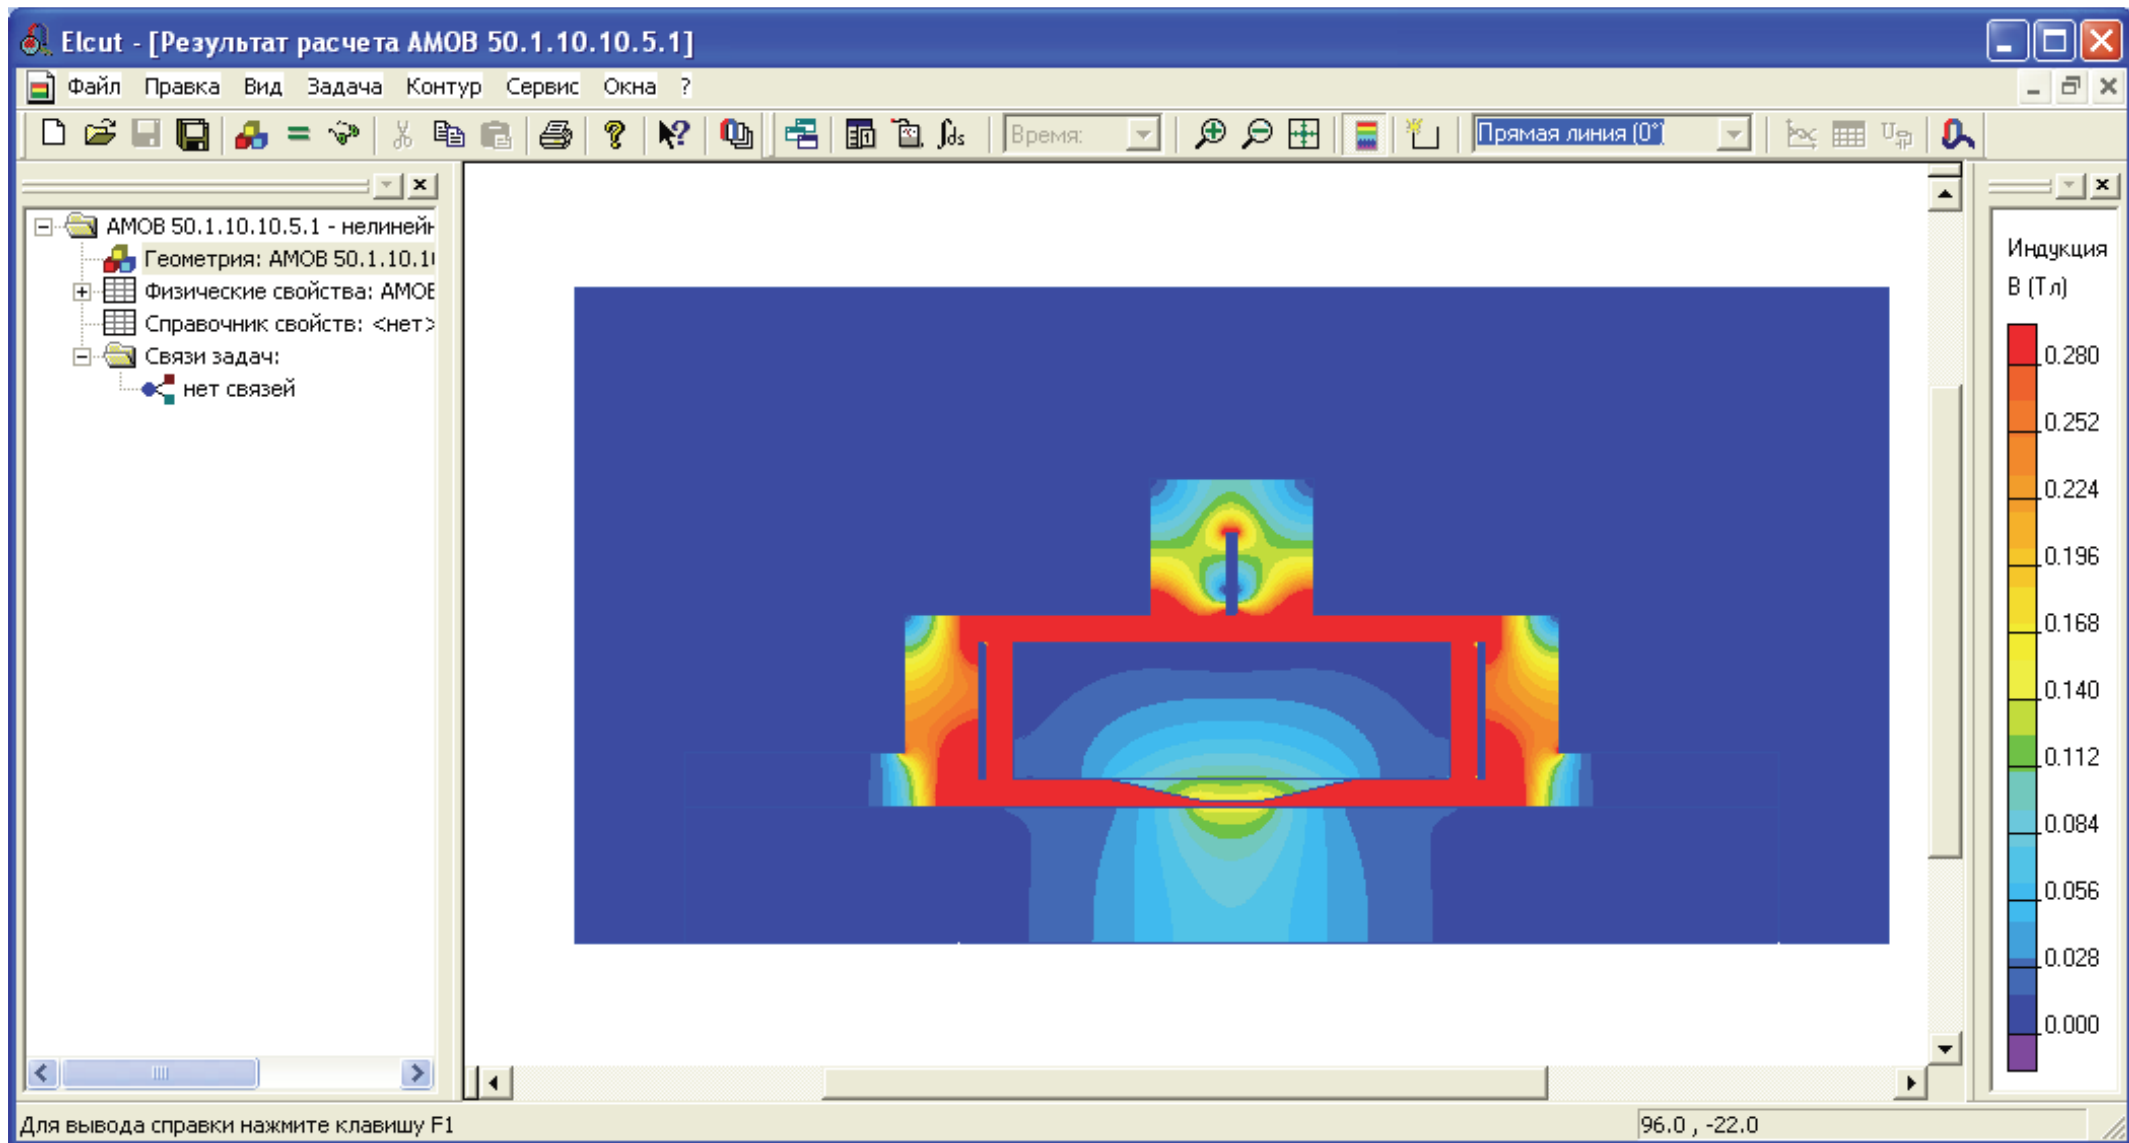 Elcut - [Результат расчета АМОВ 50.1.10.10.5.1]
Файл Правка Вид Задача Контур Сервис Окна ?
Время: Прямая линия (0°)
АМОВ 50.1.10.10.5.1 - нелинейн
Геометрия: АМОВ 50.1.10.1
Физические свойства: АМОВ
Справочник свойств: <нет>
Связи задач:
нет связей
Индукция
B (Тл)
0.280
0.252
0.224
0.196
0.168
0.140
0.112
0.084
0.056
0.028
0.000
Для вывода справки нажмите клавишу F1
96.0 , -22.0